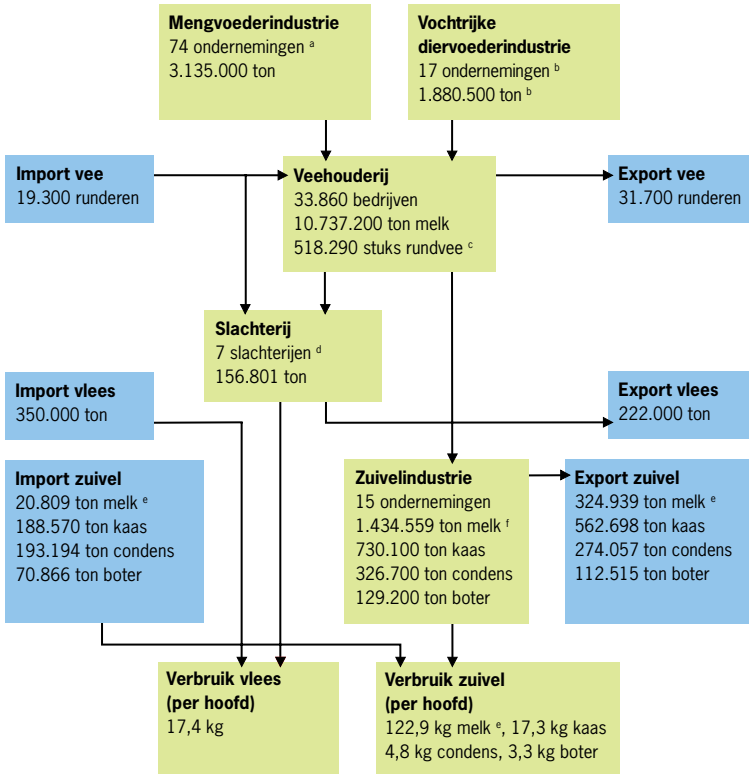 Mengvoederindustrie
74 ondernemingen a
3.135.000 ton
Vochtrijke
diervoederindustrie
17 ondernemingen b
1.880.500 ton b
Import vee
19.300 runderen
Veehouderij
33.860 bedrijven
10.737.200 ton melk
518.290 stuks rundvee c
Export vee
31.700 runderen
Slachterij
7 slachterijen d
156.801 ton
Import vlees
350.000 ton
Export vlees
222.000 ton
Import zuivel
20.809 ton melk e
188.570 ton kaas
193.194 ton condens
70.866 ton boter
Zuivelindustrie
15 ondernemingen
1.434.559 ton melk f
730.100 ton kaas
326.700 ton condens
129.200 ton boter
Export zuivel
324.939 ton melk e
562.698 ton kaas
274.057 ton condens
112.515 ton boter
Verbruik vlees
(per hoofd)
17,4 kg
Verbruik zuivel
(per hoofd)
122,9 kg melk e, 17,3 kg kaas
4,8 kg condens, 3,3 kg boter